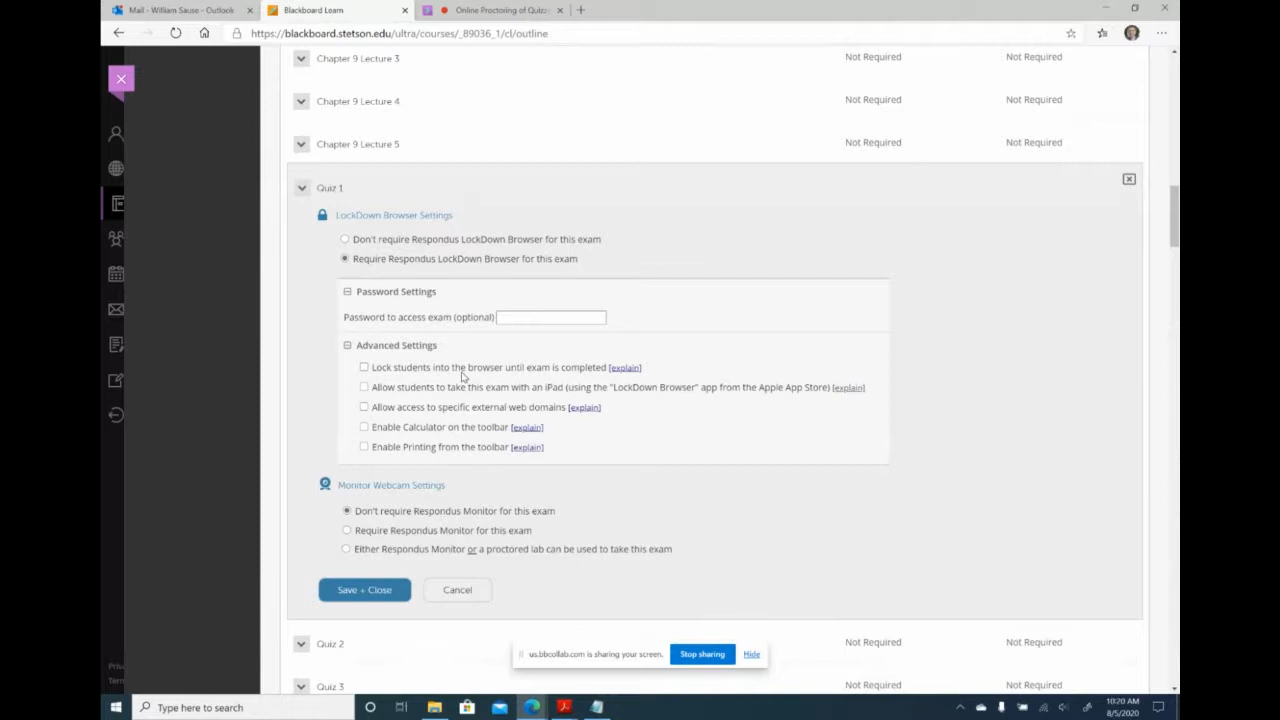 Mail - William Sause - Outlook
Blackboard Learn
Online Proctoring of Quiz
https://blackboard.stetson.edu/ultra/courses/_89036_1/cl/outline
Chapter 9 Lecture 3 Not Required Not Required
Chapter 9 Lecture 4 Not Required Not Required
Chapter 9 Lecture 5 Not Required Not Required
Quiz 1
LockDown Browser Settings
Don't require Respondus LockDown Browser for this exam
Require Respondus LockDown Browser for this exam
Password Settings
Password to access exam (optional)
Advanced Settings
Lock students into the browser until exam is completed [explain]
Allow students to take this exam with an iPad (using the "LockDown Browser" app from the Apple App Store) [explain]
Allow access to specific external web domains [explain]
Enable Calculator on the toolbar [explain]
Enable Printing from the toolbar [explain]
Monitor Webcam Settings
Don't require Respondus Monitor for this exam
Require Respondus Monitor for this exam
Either Respondus Monitor or a proctored lab can be used to take this exam
Save + Close Cancel
Quiz 2 Not Required Not Required
us.bbcollab.com is sharing your screen. Stop sharing Hide
Priv
Term
Quiz 3 Not Required Not Required
Type here to search
10:20 AM
8/5/2020